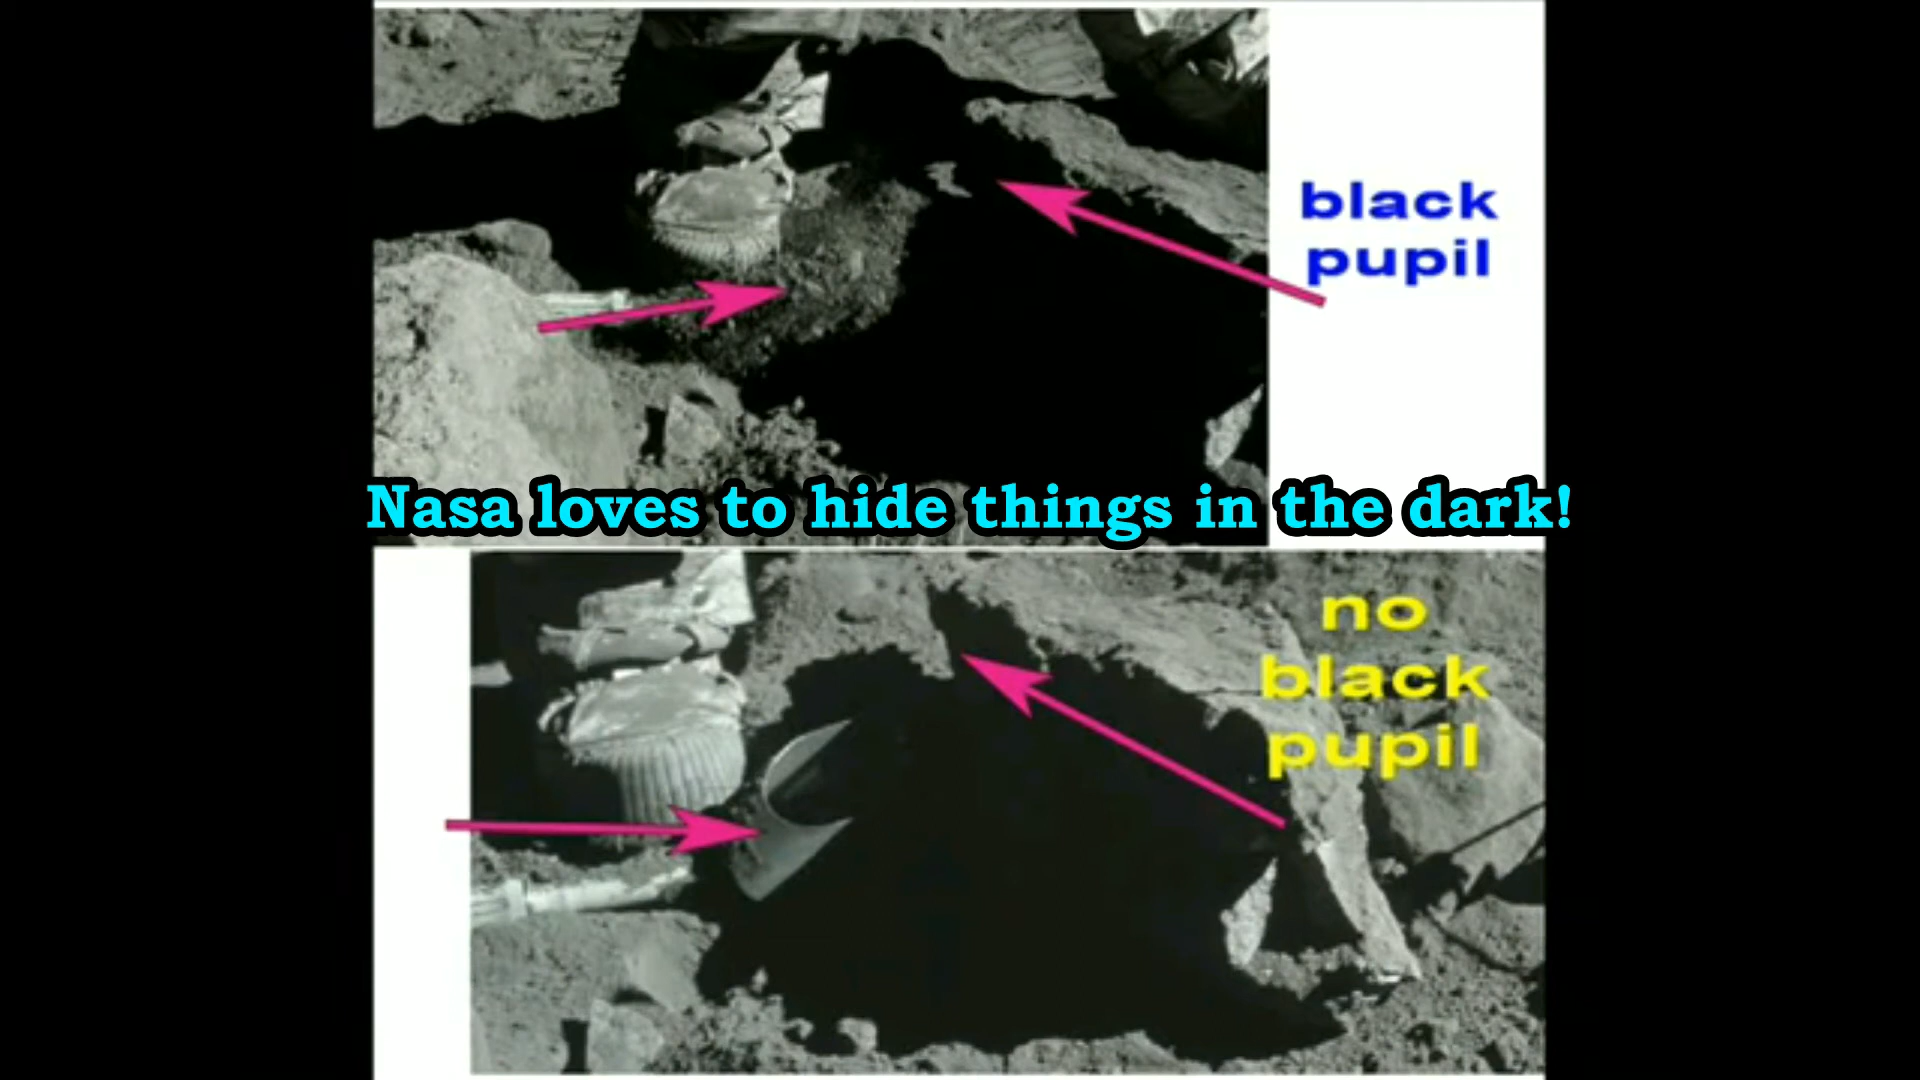 black
pupil
Nasa loves to hide things in the dark!
no
black
pupil